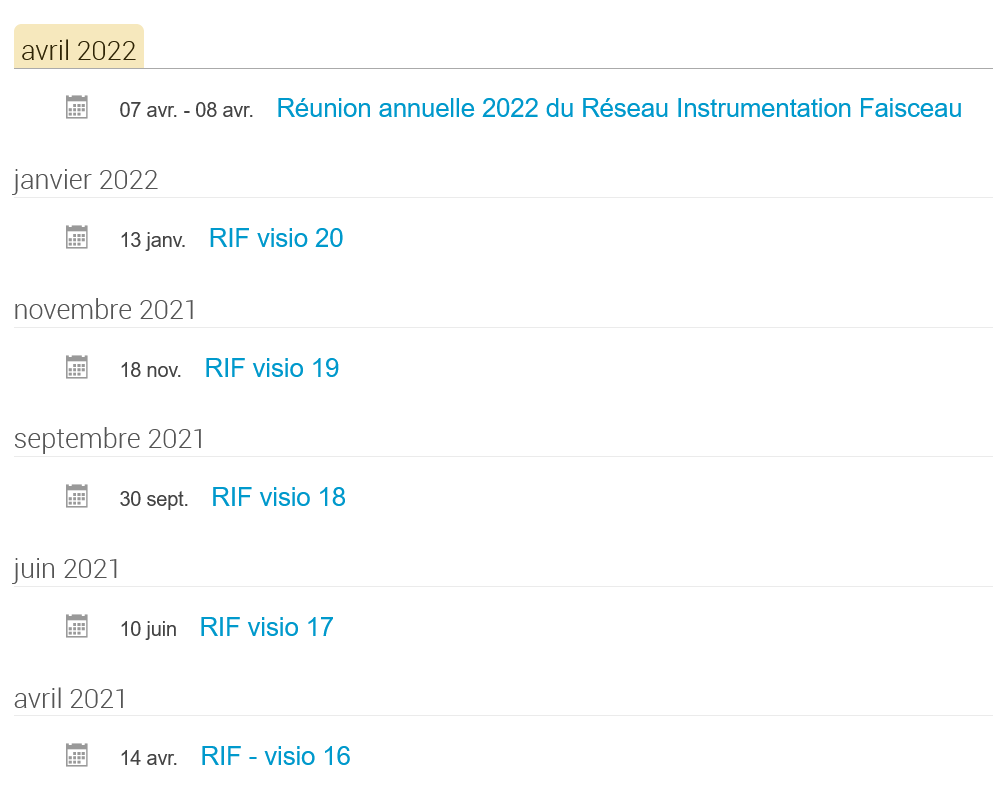 avril 2022
07 avr. - 08 avr. Réunion annuelle 2022 du Réseau Instrumentation Faisceau
janvier 2022
13 janv. RIF visio 20
novembre 2021
18 nov. RIF visio 19
septembre 2021
30 sept. RIF visio 18
juin 2021
10 juin RIF visio 17
avril 2021
14 avr. RIF - visio 16